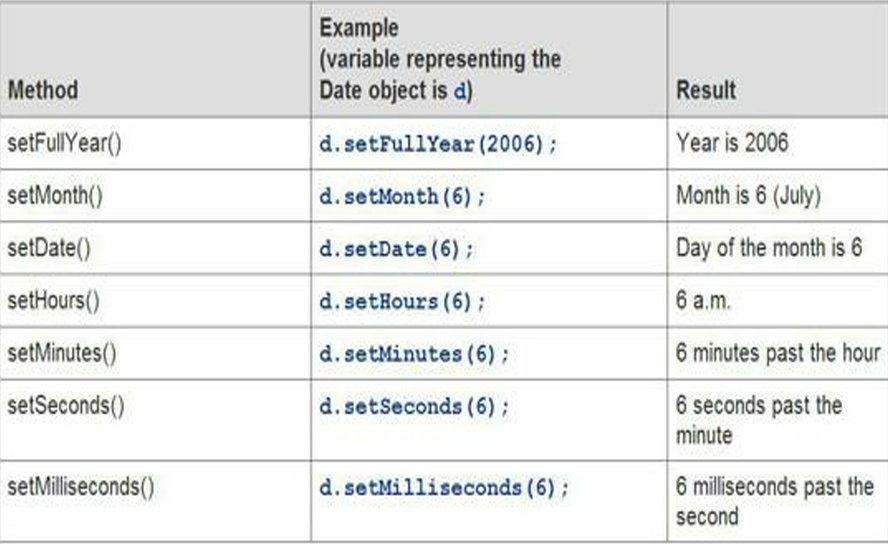 Method
Example
(variable representing the
Date object is d)
Result
setFullYear()
d.setFullYear(2006);
Year is 2006
setMonth()
d.setMonth(6);
Month is 6 (July)
setDate()
d.setDate(6);
Day of the month is 6
setHours()
d.setHours(6);
6 a.m.
setMinutes()
d.setMinutes(6);
6 minutes past the hour
setSeconds()
d.setSeconds(6);
6 seconds past the
minute
setMilliseconds()
d.setMilliseconds(6);
6 milliseconds past the
second